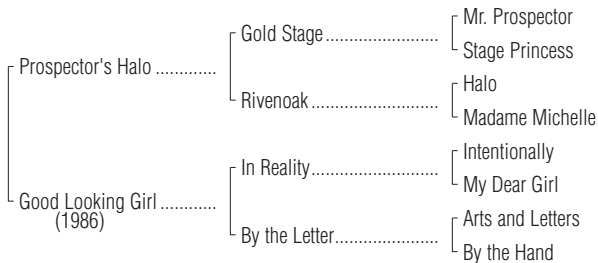 Mr. Prospector
Gold Stage..........................
Stage Princess
Prospector's Halo .............
Halo
Rivenoak..............................
Madame Michelle
Intentionally
In Reality..............................
My Dear Girl
Good Looking Girl ............
(1986)
Arts and Letters
By the Letter........................
By the Hand